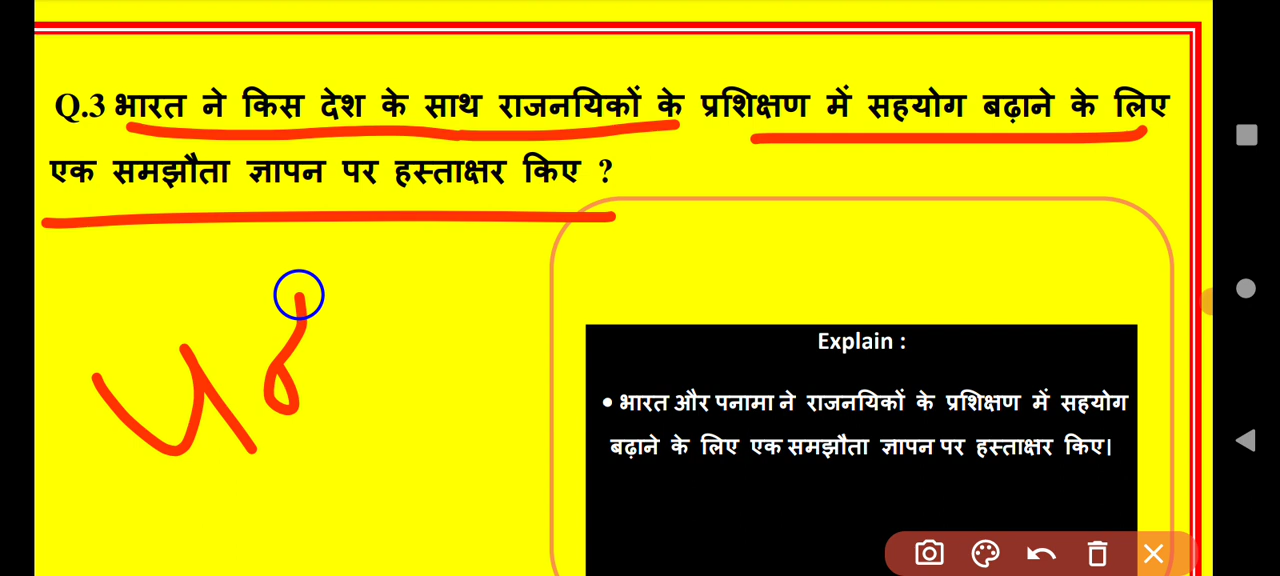 Q.3 भारत ने किस देश के साथ राजनयिकों के प्रशिक्षण में सहयोग बढ़ाने के लिए
एक समझौता ज्ञापन पर हस्ताक्षर किए ?
Explain :
• भारत और पनामा ने राजनयिकों के प्रशिक्षण में सहयोग
बढ़ाने के लिए एक समझौता ज्ञापन पर हस्ताक्षर किए।